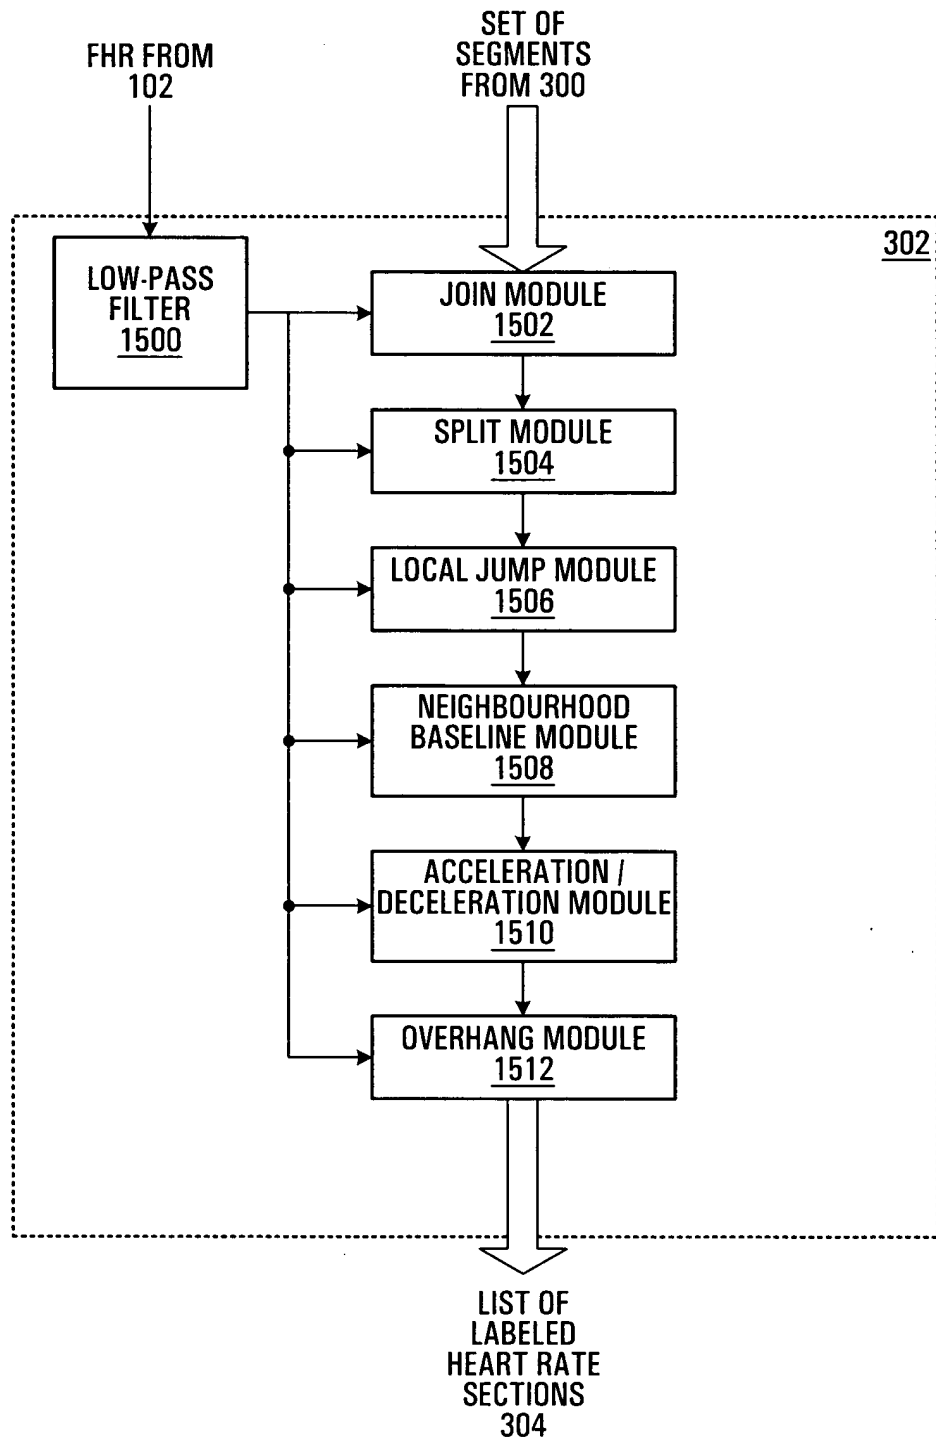 FHR FROM
102
SET OF
SEGMENTS
FROM 300
302
LOW-PASS
FILTER
1500
JOIN MODULE
1502
SPLIT MODULE
1504
LOCAL JUMP MODULE
1506
NEIGHBOURHOOD
BASELINE MODULE
1508
ACCELERATION /
DECELERATION MODULE
1510
OVERHANG MODULE
1512
LIST OF
LABELED
HEART RATE
SECTIONS
304